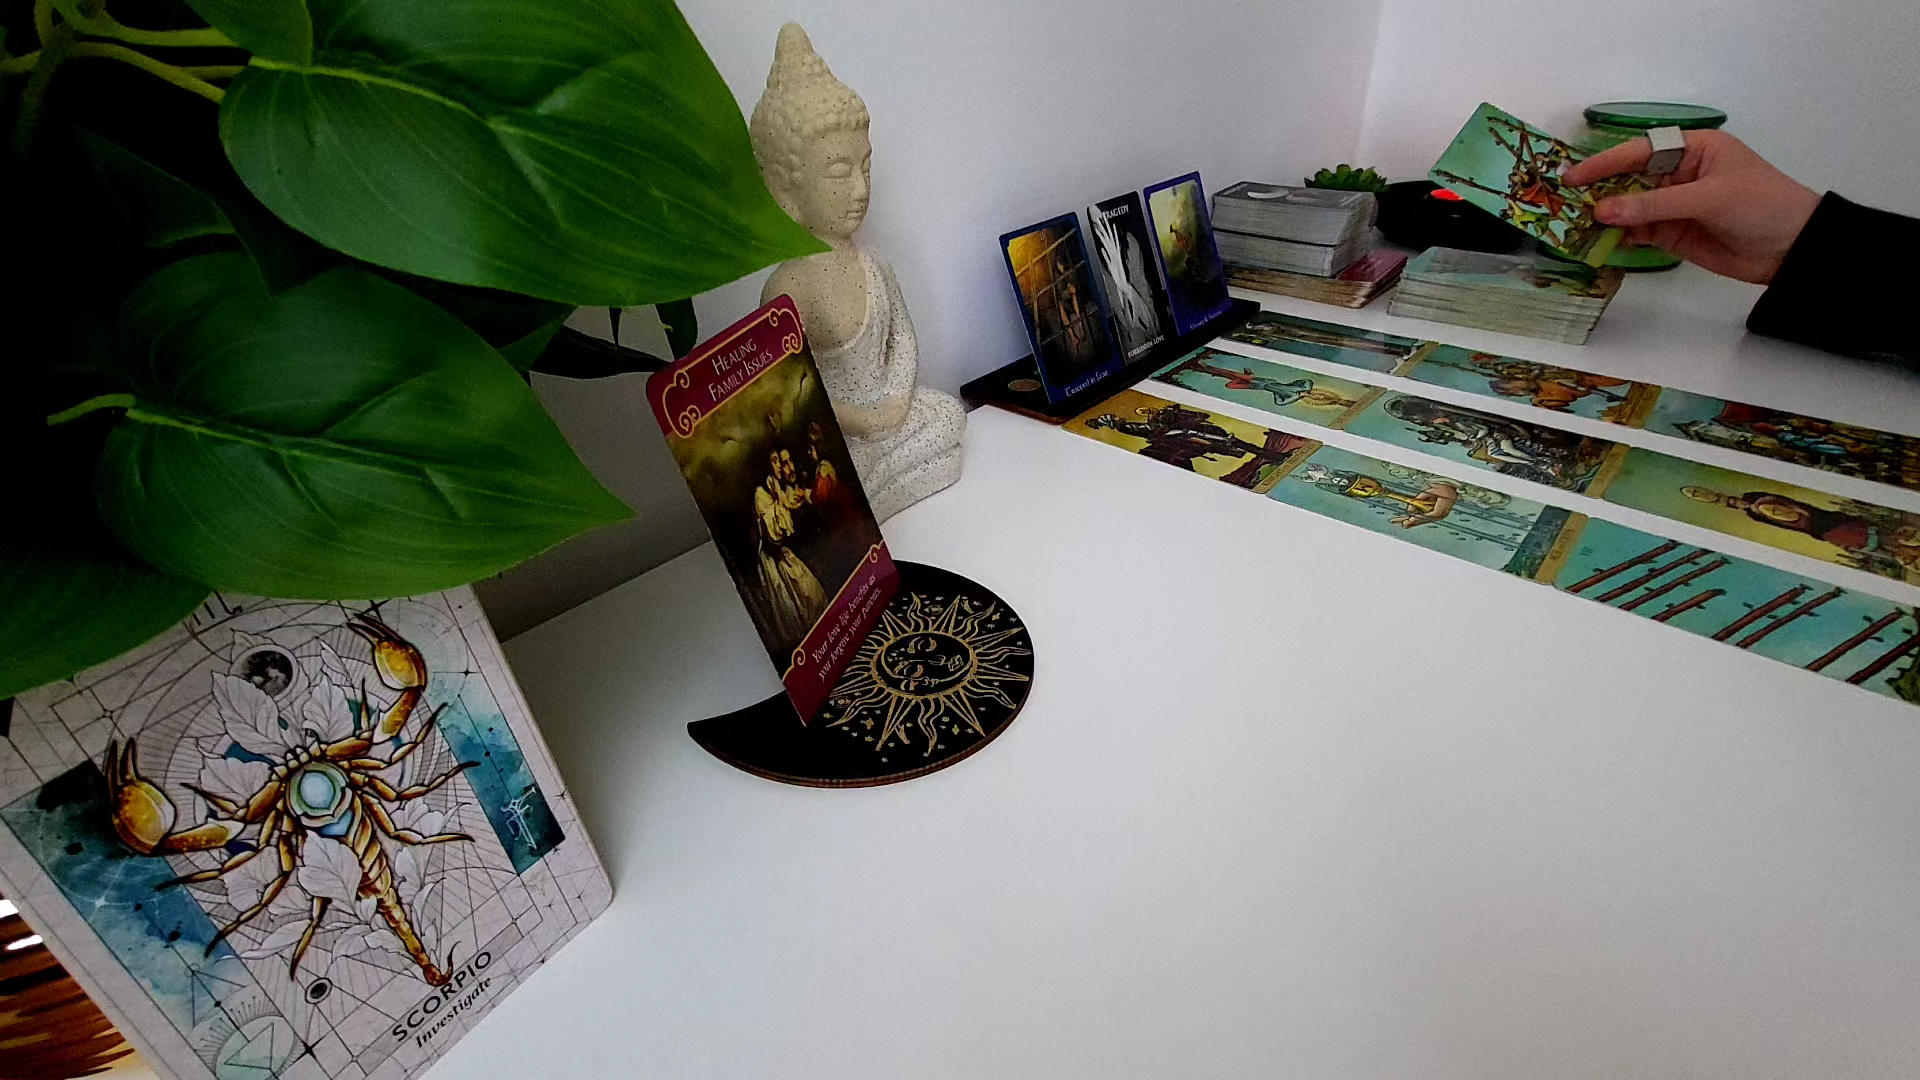 HEALING
FAMILY ISSUES
Your love life benefits as
you forgive your parents.
SCORPIO
Investigate
Trapped in Fear
TRAGEDY
FORBIDDEN LOVE